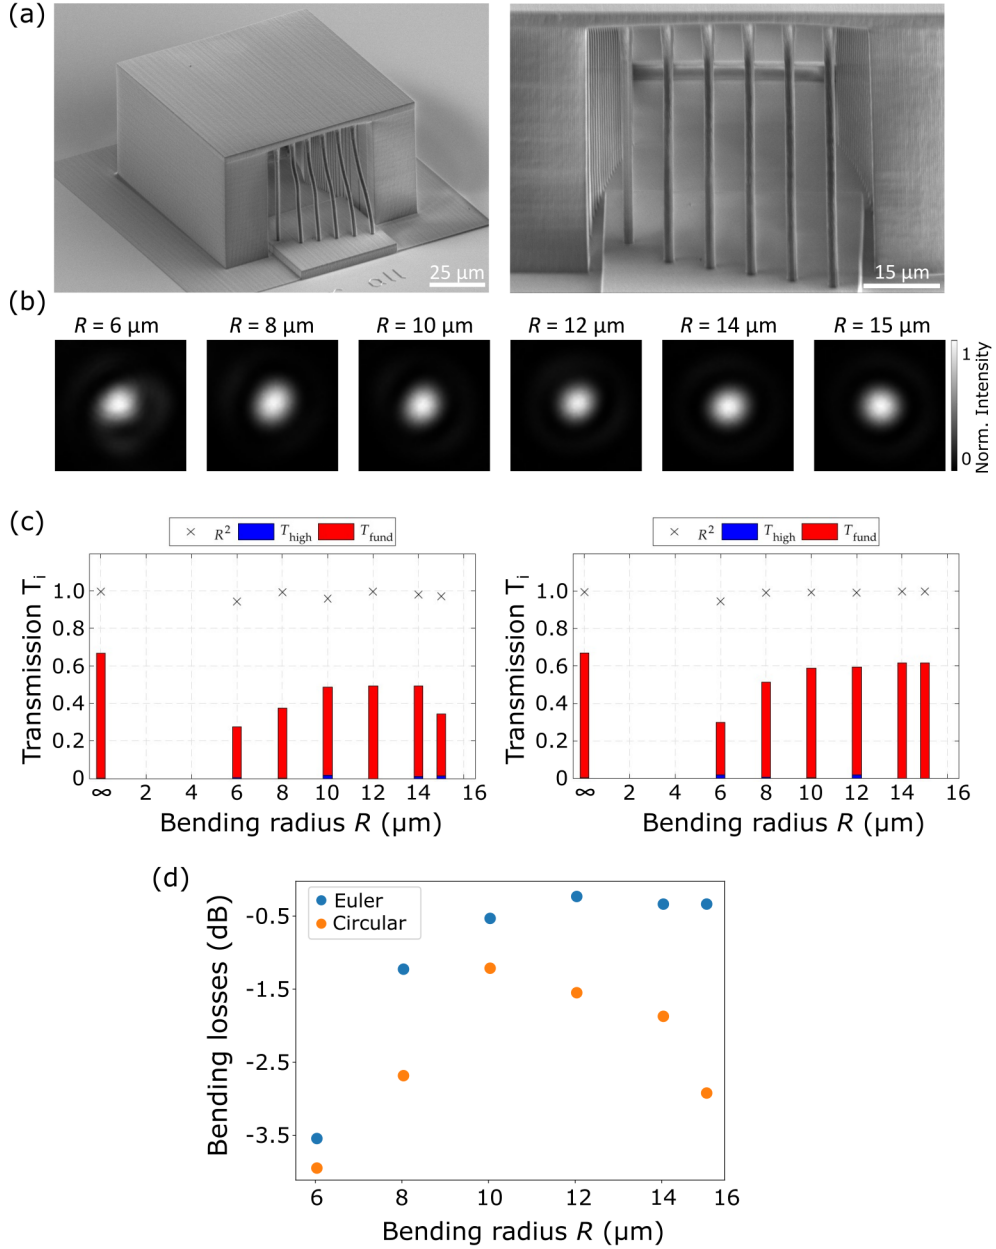 (a)
all
25 µm
15 µm
(b)
R = 6 µm
R = 8 µm
R = 10 µm
R = 12 µm
R = 14 µm
R = 15 µm
1
0
Norm. Intensity
(c)
R² T_high T_fund
Transmission T_i
1.0
0.8
0.6
0.4
0.2
0
∞ 2 4 6 8 10 12 14 16
Bending radius R (µm)
R² T_high T_fund
Transmission T_i
1.0
0.8
0.6
0.4
0.2
0
∞ 2 4 6 8 10 12 14 16
Bending radius R (µm)
(d)
Euler
Circular
Bending losses (dB)
-0.5
-1.5
-2.5
-3.5
6 8 10 12 14 16
Bending radius R (µm)